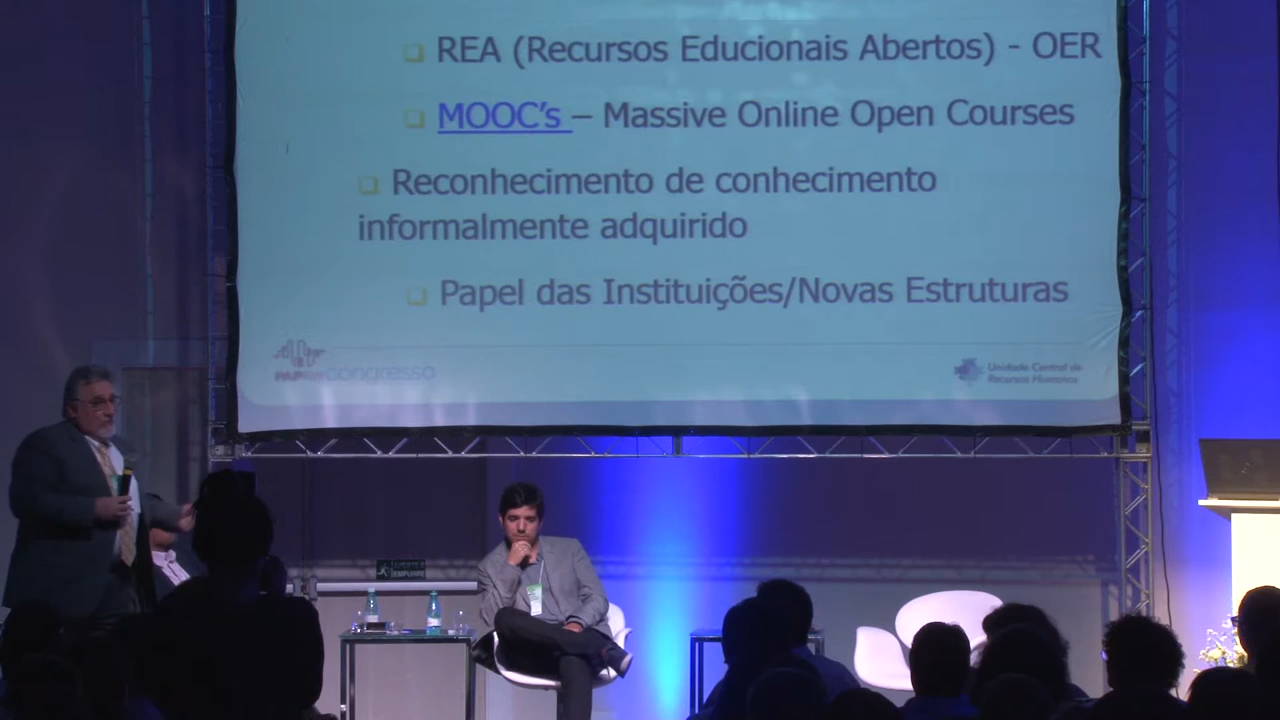 REA (Recursos Educionais Abertos) - OER
MOOC's – Massive Online Open Courses
Reconhecimento de conhecimento
informalmente adquirido
Papel das Instituições/Novas Estruturas
congresso
Unidade Central de
Recursos Humanos
EMPURRE